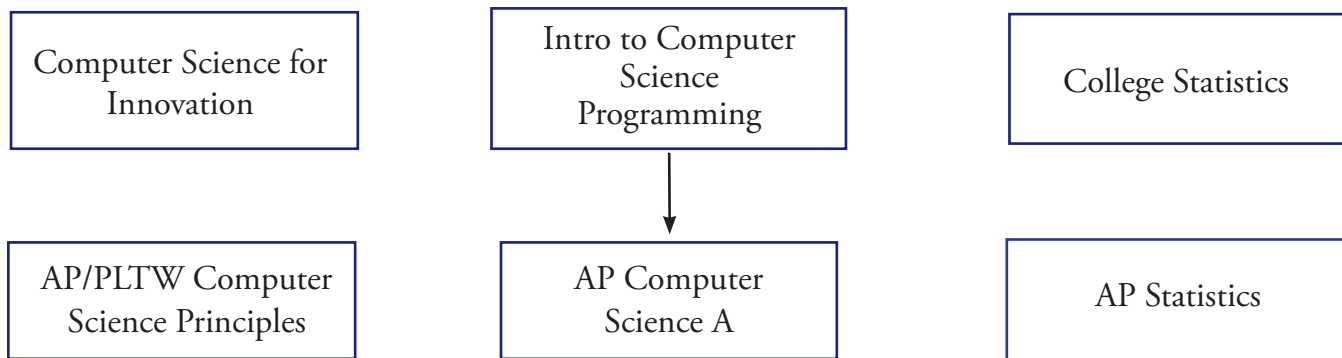 Computer Science for
Innovation
Intro to Computer
Science
Programming
College Statistics
AP/PLTW Computer
Science Principles
AP Computer
Science A
AP Statistics